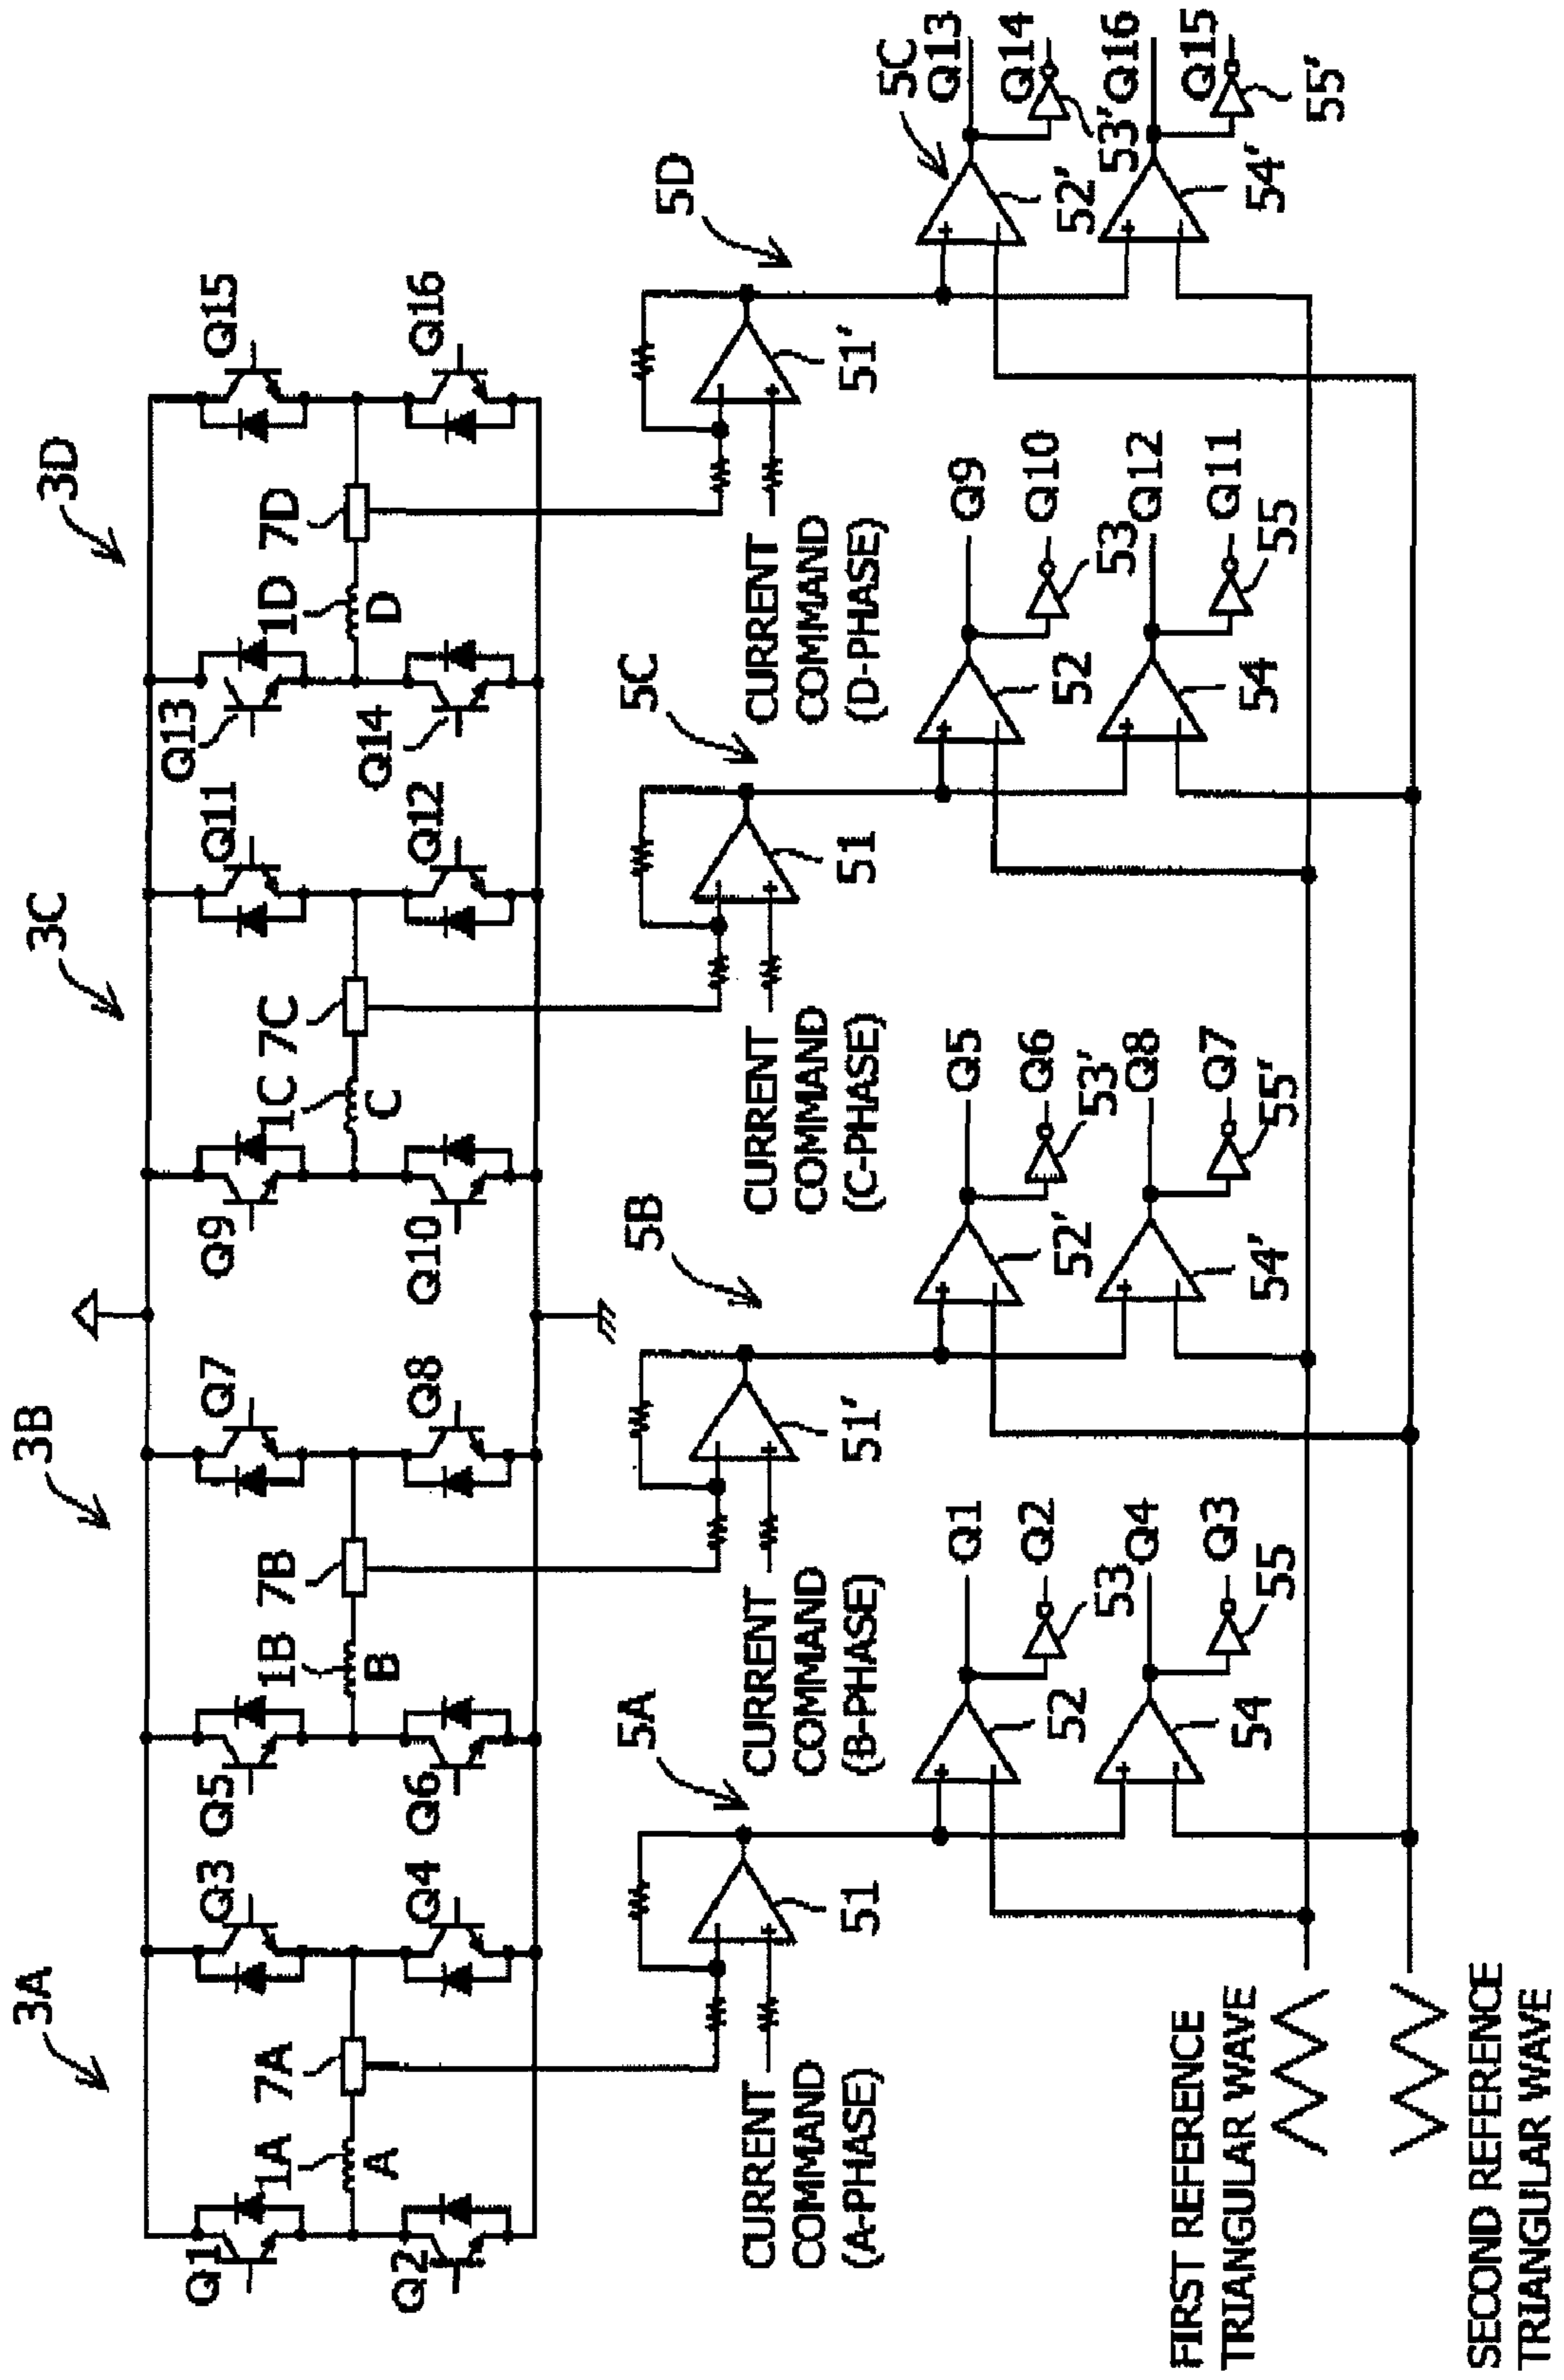 3A
3B
3C
3D
Q1
Q3
Q5
Q7
Q9
Q11
Q13
Q15
1A
7A
1B
7B
1C
7C
1D
7D
A
B
C
D
Q2
Q4
Q6
Q8
Q10
Q12
Q14
Q16
5A
5B
5C
5D
51
51'
51
51'
CURRENT
COMMAND
(A-PHASE)
CURRENT
COMMAND
(B-PHASE)
CURRENT
COMMAND
(C-PHASE)
CURRENT
COMMAND
(D-PHASE)
5C
Q1
Q5
Q9
Q13
52
Q2
52'
Q6
52
Q10
52'
Q14
53
53'
53
53'
Q4
Q8
Q12
Q16
54
Q3
54'
Q7
54
Q11
54'
Q15
55
55'
55
55'
FIRST REFERENCE
TRIANGULAR WAVE
SECOND REFERENCE
TRIANGULAR WAVE